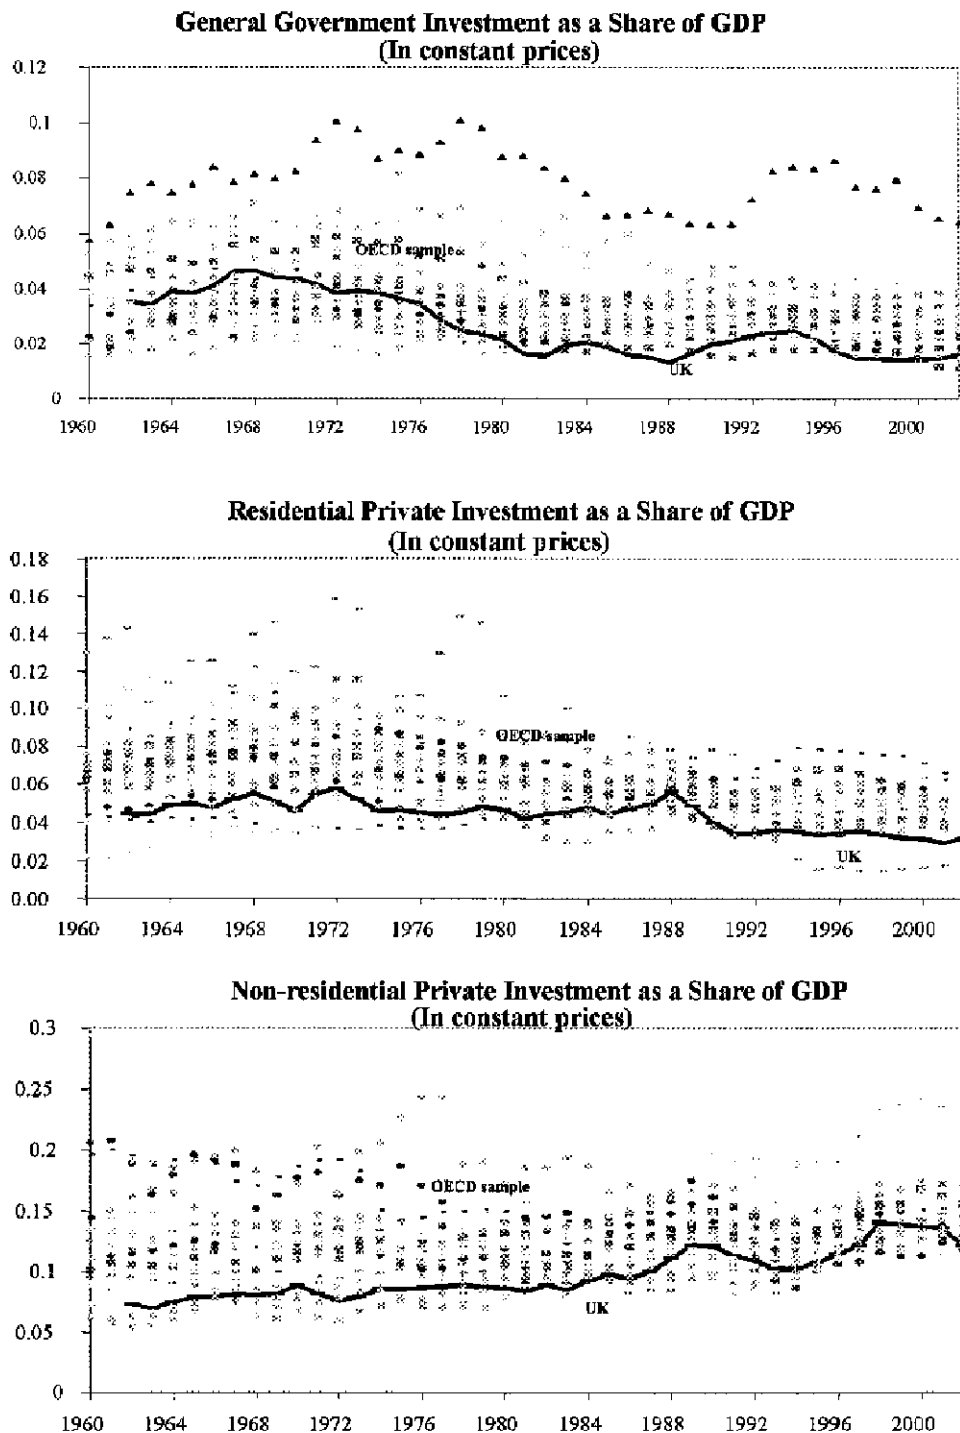 General Government Investment as a Share of GDP
(In constant prices)
0.12
0.1
0.08
0.06
OECD sample
0.04
0.02
UK
0
1960 1964 1968 1972 1976 1980 1984 1988 1992 1996 2000
Residential Private Investment as a Share of GDP
(In constant prices)
0.18
0.16
0.14
0.12
0.10
OECD sample
0.08
0.06
0.04
UK
0.02
0.00
1960 1964 1968 1972 1976 1980 1984 1988 1992 1996 2000
Non-residential Private Investment as a Share of GDP
(In constant prices)
0.3
0.25
0.2
OECD sample
0.15
0.1
UK
0.05
0
1960 1964 1968 1972 1976 1980 1984 1988 1992 1996 2000